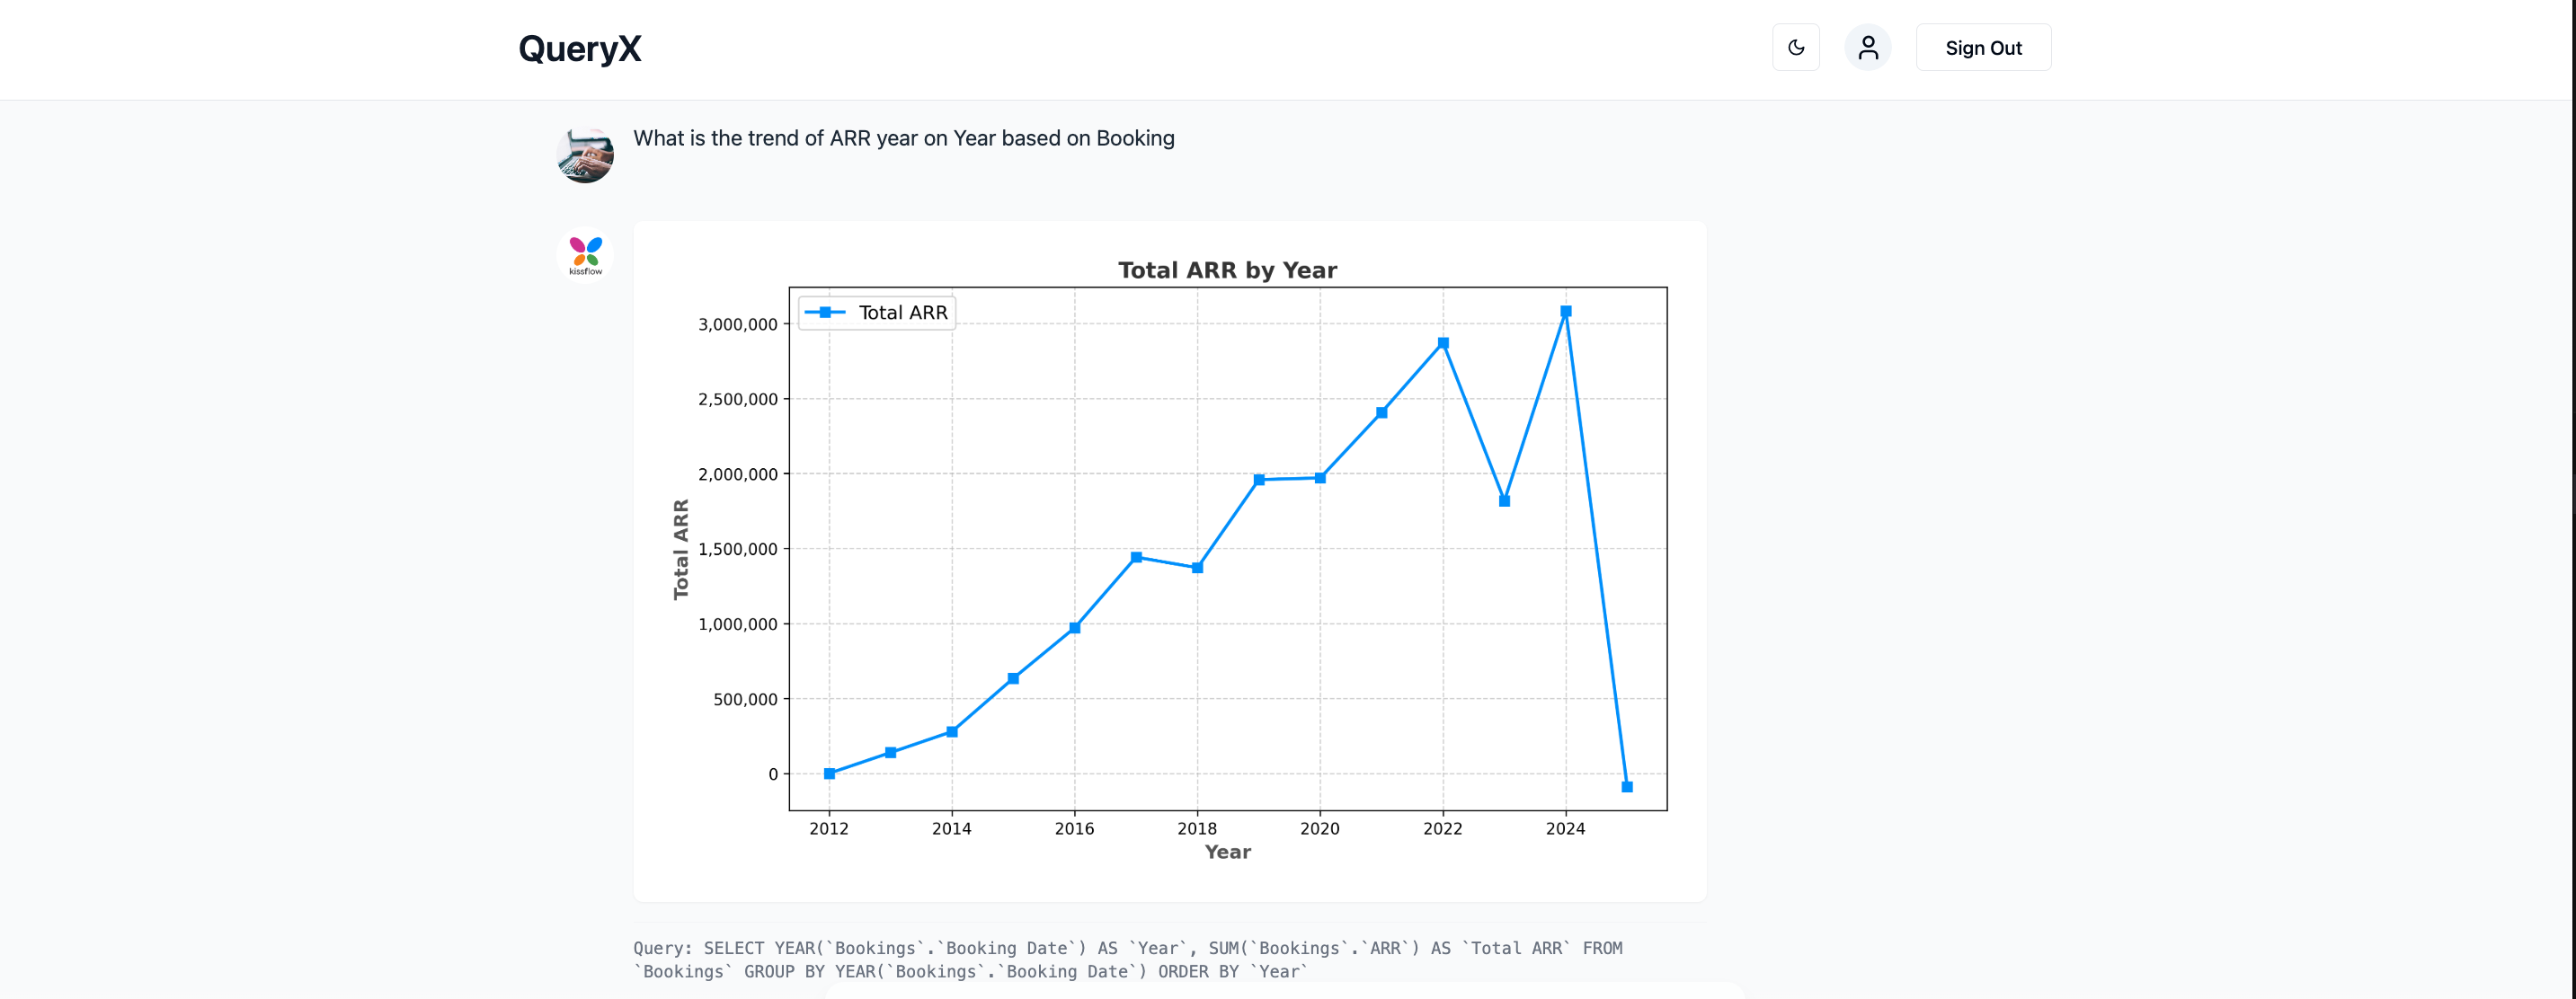 QueryX
Sign Out
What is the trend of ARR year on Year based on Booking
kissflow
Total ARR by Year
Total ARR
3,000,000
2,500,000
2,000,000
1,500,000
1,000,000
500,000
0
Total ARR
2012 2014 2016 2018 2020 2022 2024
Year
Query: SELECT YEAR(`Bookings`.`Booking Date`) AS `Year`, SUM(`Bookings`.`ARR`) AS `Total ARR` FROM
`Bookings` GROUP BY YEAR(`Bookings`.`Booking Date`) ORDER BY `Year`